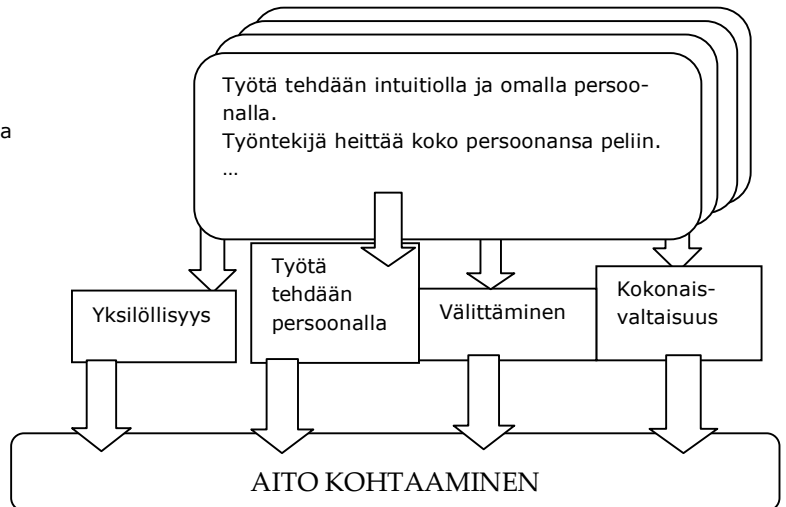 Työtä tehdään intuitiolla ja omalla persoo-
nalla.
a
Työntekijä heittää koko persoonansa peliin.
…
Yksilöllisyys
Työtä
tehdään
persoonalla
Välittäminen
Kokonais-
valtaisuus
AITO KOHTAAMINEN